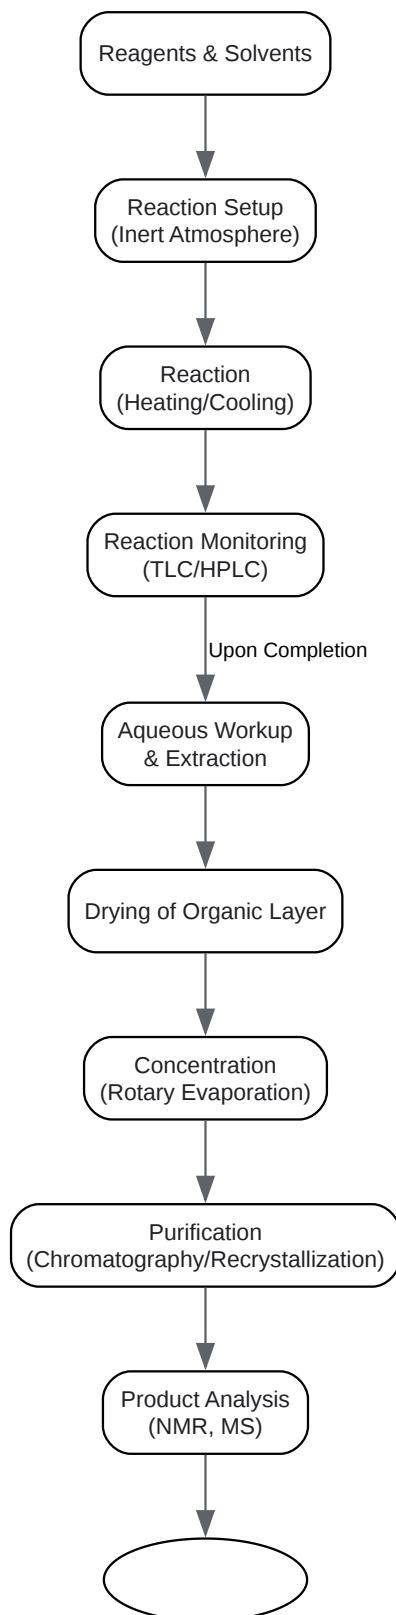 Reagents & Solvents
Reaction Setup
(Inert Atmosphere)
Reaction
(Heating/Cooling)
Reaction Monitoring
(TLC/HPLC)
Upon Completion
Aqueous Workup
& Extraction
Drying of Organic Layer
Concentration
(Rotary Evaporation)
Purification
(Chromatography/Recrystallization)
Product Analysis
(NMR, MS)